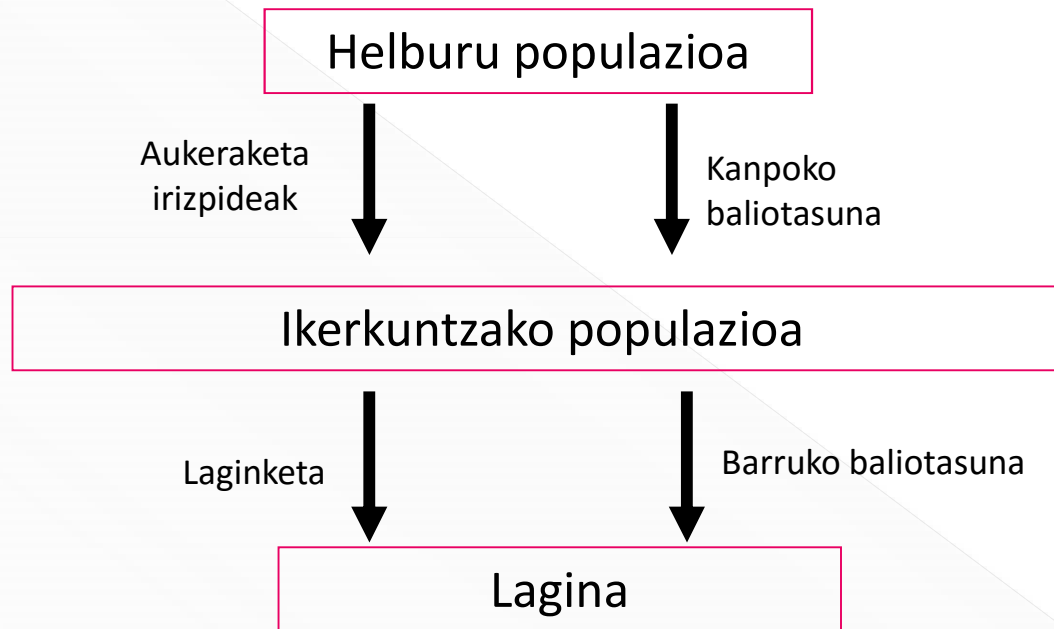 Helburu populazioa
Aukeraketa
irizpideak
Kanpoko
baliotasuna
Ikerkuntzako populazioa
Laginketa
Barruko baliotasuna
Lagina